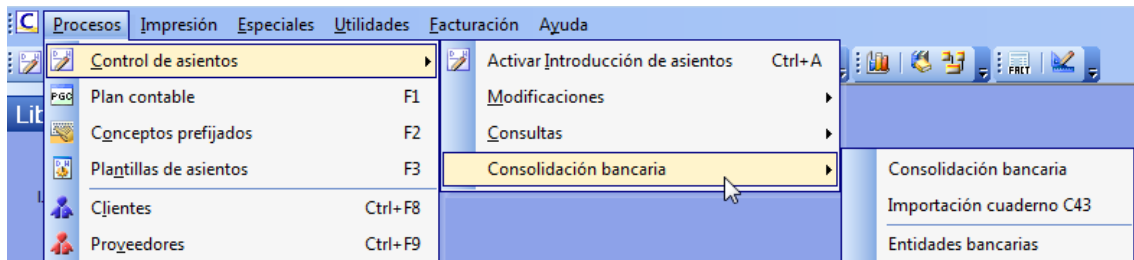 C Procesos Impresión Especiales Utilidades Facturación Ayuda
Control de asientos
Activar Introducción de asientos Ctrl+A
FACT
PGC Plan contable F1
Modificaciones
Lib
Conceptos prefijados F2
Consultas
Plantillas de asientos F3
Consolidación bancaria
Consolidación bancaria
Clientes Ctrl+F8
Importación cuaderno C43
Proveedores Ctrl+F9
Entidades bancarias